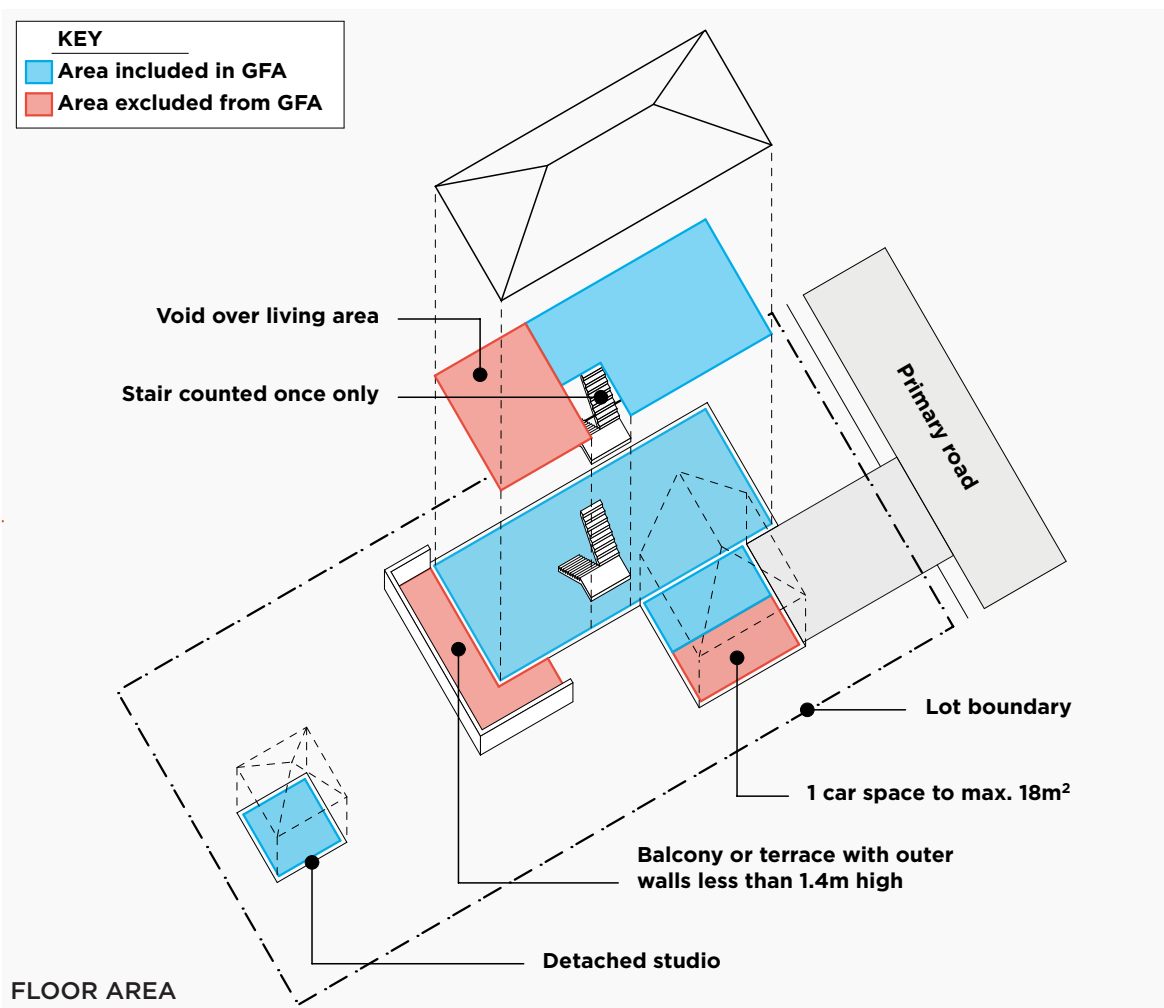 KEY
Area included in GFA
Area excluded from GFA
Void over living area
Stair counted once only
Primary road
Lot boundary
1 car space to max. 18m²
Balcony or terrace with outer
walls less than 1.4m high
Detached studio
FLOOR AREA